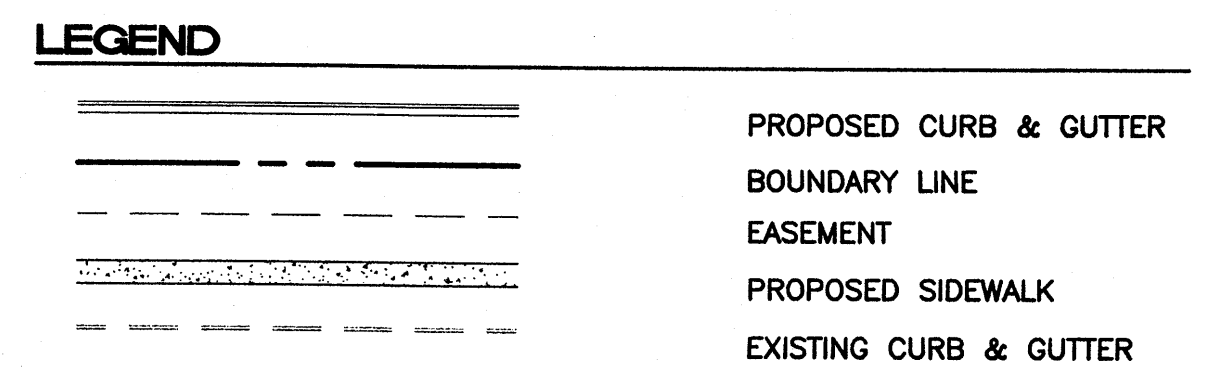 LEGEND
PROPOSED CURB & GUTTER
BOUNDARY LINE
EASEMENT
PROPOSED SIDEWALK
EXISTING CURB & GUTTER